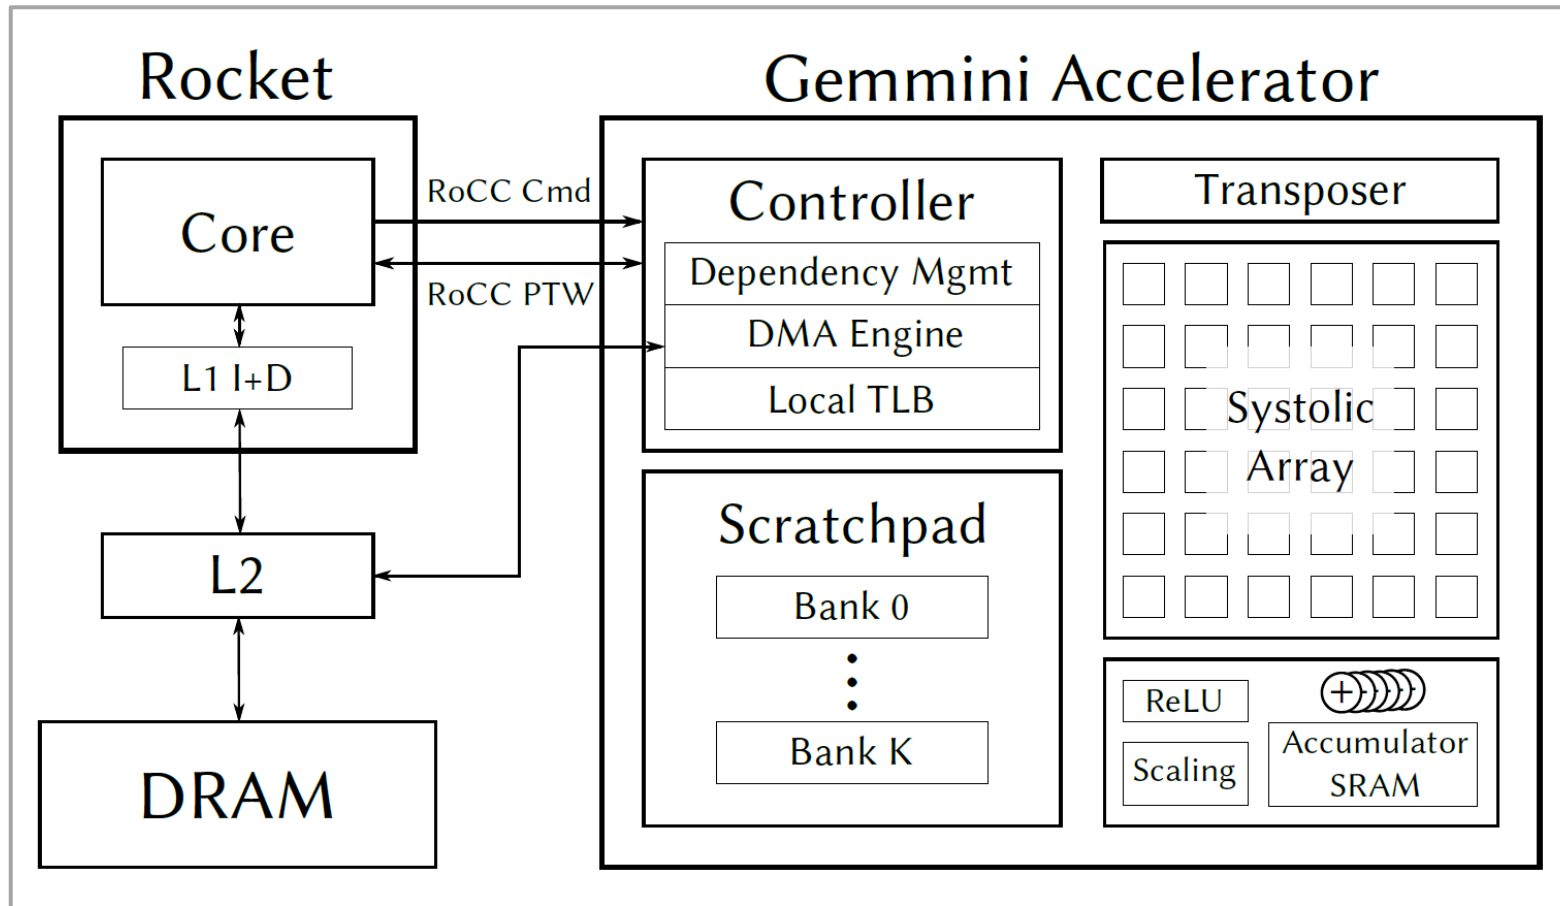 Rocket
Gemmini Accelerator
Core
RoCC Cmd
RoCC PTW
L1 I+D
L2
DRAM
Controller
Dependency Mgmt
DMA Engine
Local TLB
Scratchpad
Bank 0
Bank K
Transposer
Systolic
Array
ReLU
Scaling
+
Accumulator
SRAM